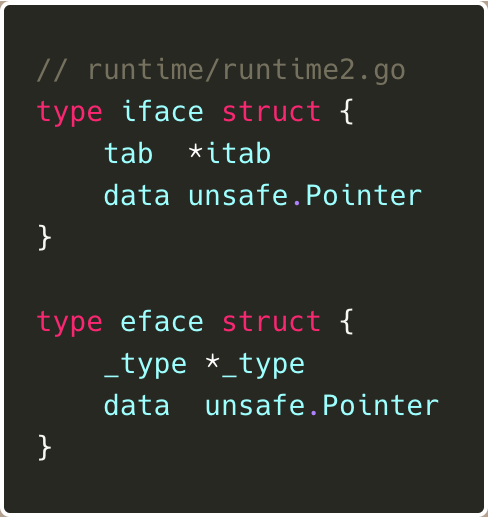 // runtime/runtime2.go
type iface struct {
    tab  *itab
    data unsafe.Pointer
}

type eface struct {
    _type *_type
    data  unsafe.Pointer
}